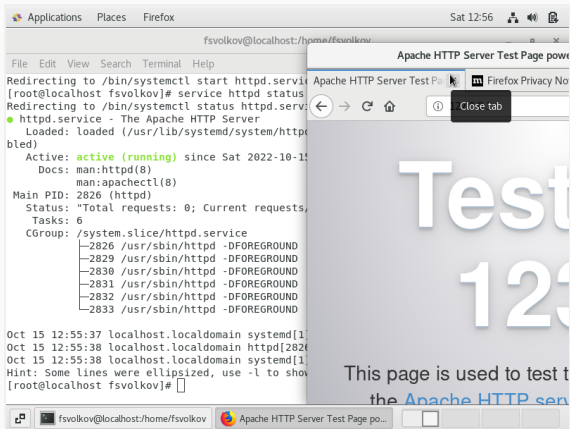 Applications Places Firefox Sat 12:56
fsvolkov@localhost:/home/fsvolkov
File Edit View Search Terminal Help
Redirecting to /bin/systemctl start httpd.servic
[root@localhost fsvolkov]# service httpd status
Redirecting to /bin/systemctl status httpd.serv
● httpd.service - The Apache HTTP Server
Loaded: loaded (/usr/lib/systemd/system/httpd
bled)
Active: active (running) since Sat 2022-10-15
Docs: man:httpd(8)
man:apachectl(8)
Main PID: 2826 (httpd)
Status: "Total requests: 0; Current requests/
Tasks: 6
CGroup: /system.slice/httpd.service
├─2826 /usr/sbin/httpd -DFOREGROUND
├─2829 /usr/sbin/httpd -DFOREGROUND
├─2830 /usr/sbin/httpd -DFOREGROUND
├─2831 /usr/sbin/httpd -DFOREGROUND
├─2832 /usr/sbin/httpd -DFOREGROUND
└─2833 /usr/sbin/httpd -DFOREGROUND
Oct 15 12:55:37 localhost.localdomain systemd[1]
Oct 15 12:55:38 localhost.localdomain httpd[2826
Oct 15 12:55:38 localhost.localdomain systemd[1]
Hint: Some lines were ellipsized, use -l to show
[root@localhost fsvolkov]#
Apache HTTP Server Test Page powe
Apache HTTP Server Test Pa
m Firefox Privacy No
Close tab
Test
123
This page is used to test t
the Apache HTTP serv
fsvolkov@localhost:/home/fsvolkov
Apache HTTP Server Test Page po...